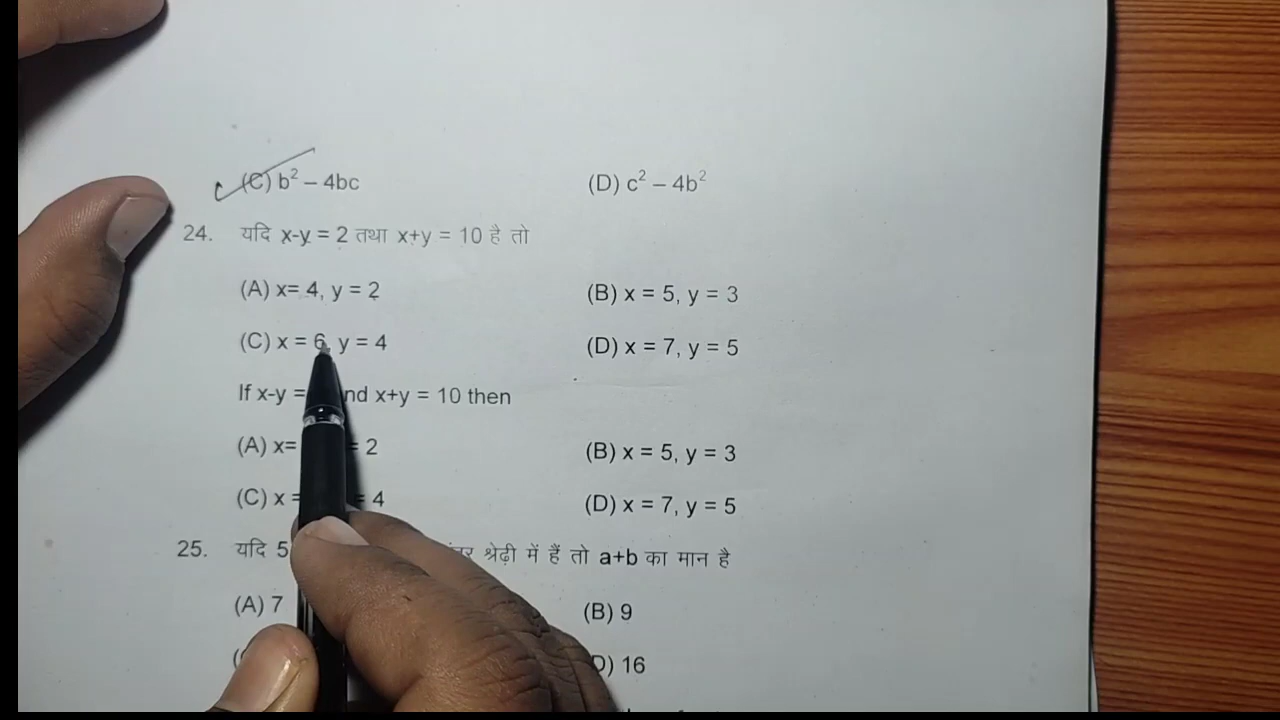 (C) b² – 4bc (D) c² – 4b²
24. यदि x-y = 2 तथा x+y = 10 है तो
(A) x= 4, y = 2 (B) x = 5, y = 3
(C) x = 6, y = 4 (D) x = 7, y = 5
If x-y = x+y = 10 then
(A) x= = 2 (B) x = 5, y = 3
(C) x = = 4 (D) x = 7, y = 5
25. यदि 5 श्रेढ़ी में हैं तो a+b का मान है
(A) 7 (B) 9
16